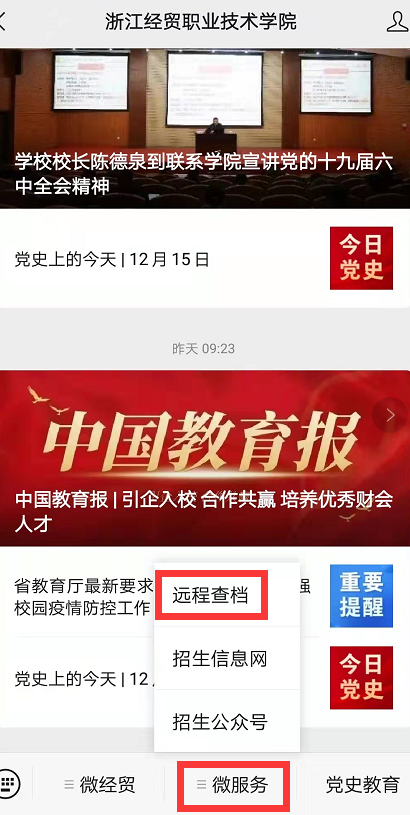 浙江经贸职业技术学院
学校校长陈德泉到联系学院宣讲党的十九届六
中全会精神
党史上的今天 | 12 月 15 日
今日
党史
昨天 09:23
中国教育报
中国教育报 | 引企入校 合作共赢 培养优秀财会
人才
省教育厅最新要求
强
校园疫情防控工作
重要
提醒
远程查档
招生信息网
招生公众号
党史上的今天 | 12
今日
党史
微经贸
微服务
党史教育